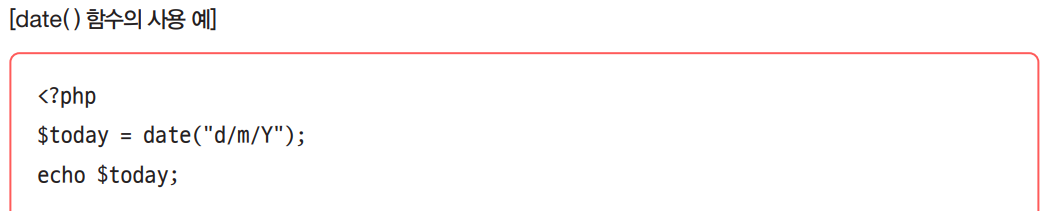 [date( ) 함수의 사용 예]
<?php
$today = date("d/m/Y");
echo $today;